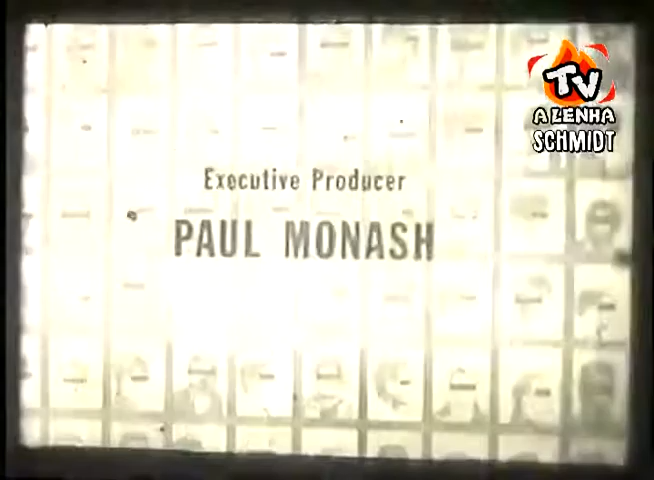 TV
A LENHA
SCHMIDT
Executive Producer
PAUL MONASH